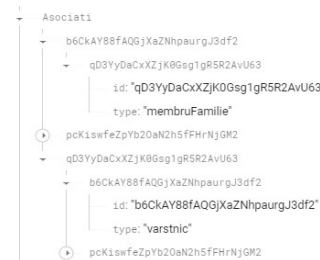 Asociati
b6CkAY88fAQGjXaZNhpaurgJ3df2
qD3YyDaCxXZjK0Gsg1gR5R2AvU63
id: "qD3YyDaCxXZjK0Gsg1gR5R2AvU63
type: "membruFamilie"
pcKiswfeZpYb2OaN2h5fFHrNjGM2
qD3YyDaCxXZjK0Gsg1gR5R2AvU63
b6CkAY88fAQGjXaZNhpaurgJ3df2
id: "b6CkAY88fAQGjXaZNhpaurgJ3df2"
type: "varstnic"
pcKiswfeZpYb2OaN2h5fFHrNjGM2